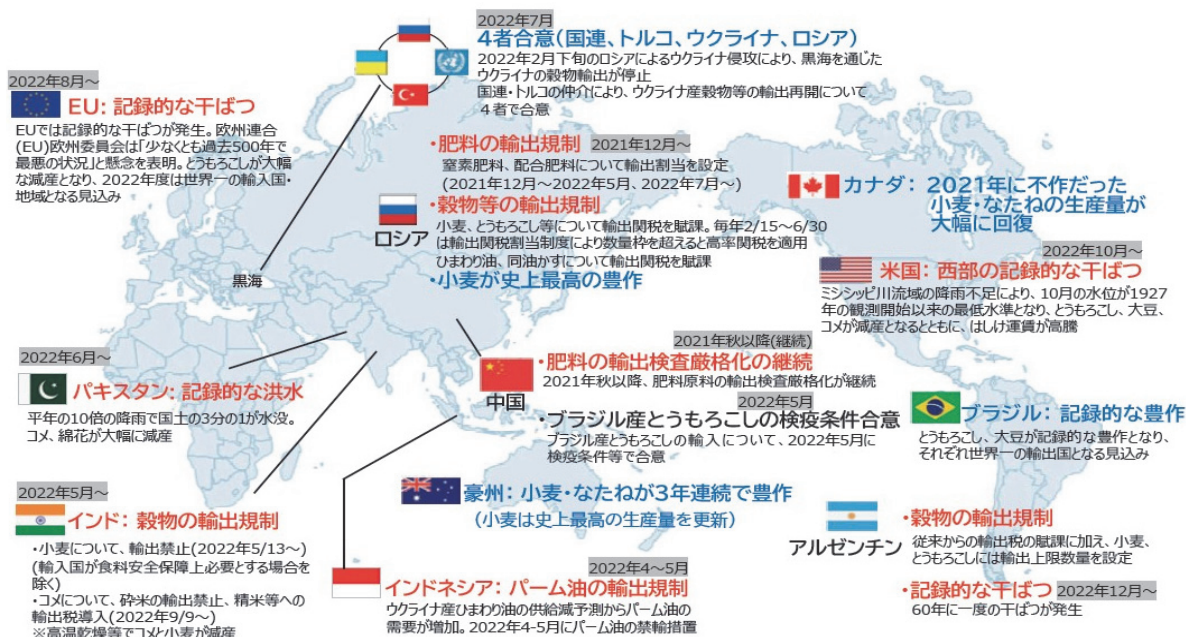 2022年7月
4者合意(国連、トルコ、ウクライナ、ロシア)
2022年2月下旬のロシアによるウクライナ侵攻により、黒海を通じた
ウクライナの穀物輸出が停止
国連・トルコの仲介により、ウクライナ産穀物等の輸出再開について
4者で合意
2022年8月~
EU: 記録的な干ばつ
EUでは記録的な干ばつが発生。欧州連合
(EU)欧州委員会は「少なくとも過去500年で
最悪の状況」と懸念を表明。とうもろこしが大幅
な減産となり、2022年度は世界一の輸入国・
地域となる見込み
・肥料の輸出規制 2021年12月~
窒素肥料、配合肥料について輸出割当を設定
(2021年12月~2022年5月、2022年7月~)
・穀物等の輸出規制
ロシア
小麦、とうもろこし等について輸出関税を賦課。毎年2/15~6/30
は輸出関税割当制度により数量枠を超えると高率関税を適用
ひまわり油、同油かすについて輸出関税を賦課
・小麦が史上最高の豊作
黒海
カナダ: 2021年に不作だった
小麦・なたねの生産量が
大幅に回復
2022年10月~
米国: 西部の記録的な干ばつ
ミシシッピ川流域の降雨不足により、10月の水位が1927
年の観測開始以来の最低水準となり、とうもろこし、大豆、
コメが減産となるとともに、はしけ運賃が高騰
2022年6月~
パキスタン: 記録的な洪水
平年の10倍の降雨で国土の3分の1が水没。
コメ、綿花が大幅に減産
2021年秋以降(継続)
・肥料の輸出検査厳格化の継続
2021年秋以降、肥料原料の輸出検査厳格化が継続
中国
2022年5月
・ブラジル産とうもろこしの検疫条件合意
ブラジル産とうもろこしの輸入について、2022年5月に
検疫条件等で合意
ブラジル: 記録的な豊作
とうもろこし、大豆が記録的な豊作となり、
それぞれ世界一の輸出国となる見込み
2022年5月~
インド: 穀物の輸出規制
・小麦について、輸出禁止(2022年5/13~)
(輸入国が食料安全保障上必要とする場合を
除く)
・コメについて、砕米の輸出禁止、精米等への
輸出税導入(2022年9/9~)
※高温乾燥等でコメと小麦が減産
豪州: 小麦・なたねが3年連続で豊作
(小麦は史上最高の生産量を更新)
2022年4~5月
インドネシア: パーム油の輸出規制
ウクライナ産ひまわり油の供給減予測からパーム油の
需要が増加。2022年4-5月にパーム油の禁輸措置
アルゼンチン
・穀物の輸出規制
従来からの輸出税の賦課に加え、小麦、
とうもろこしには輸出上限数量を設定
・記録的な干ばつ 2022年12月~
60年に一度の干ばつが発生